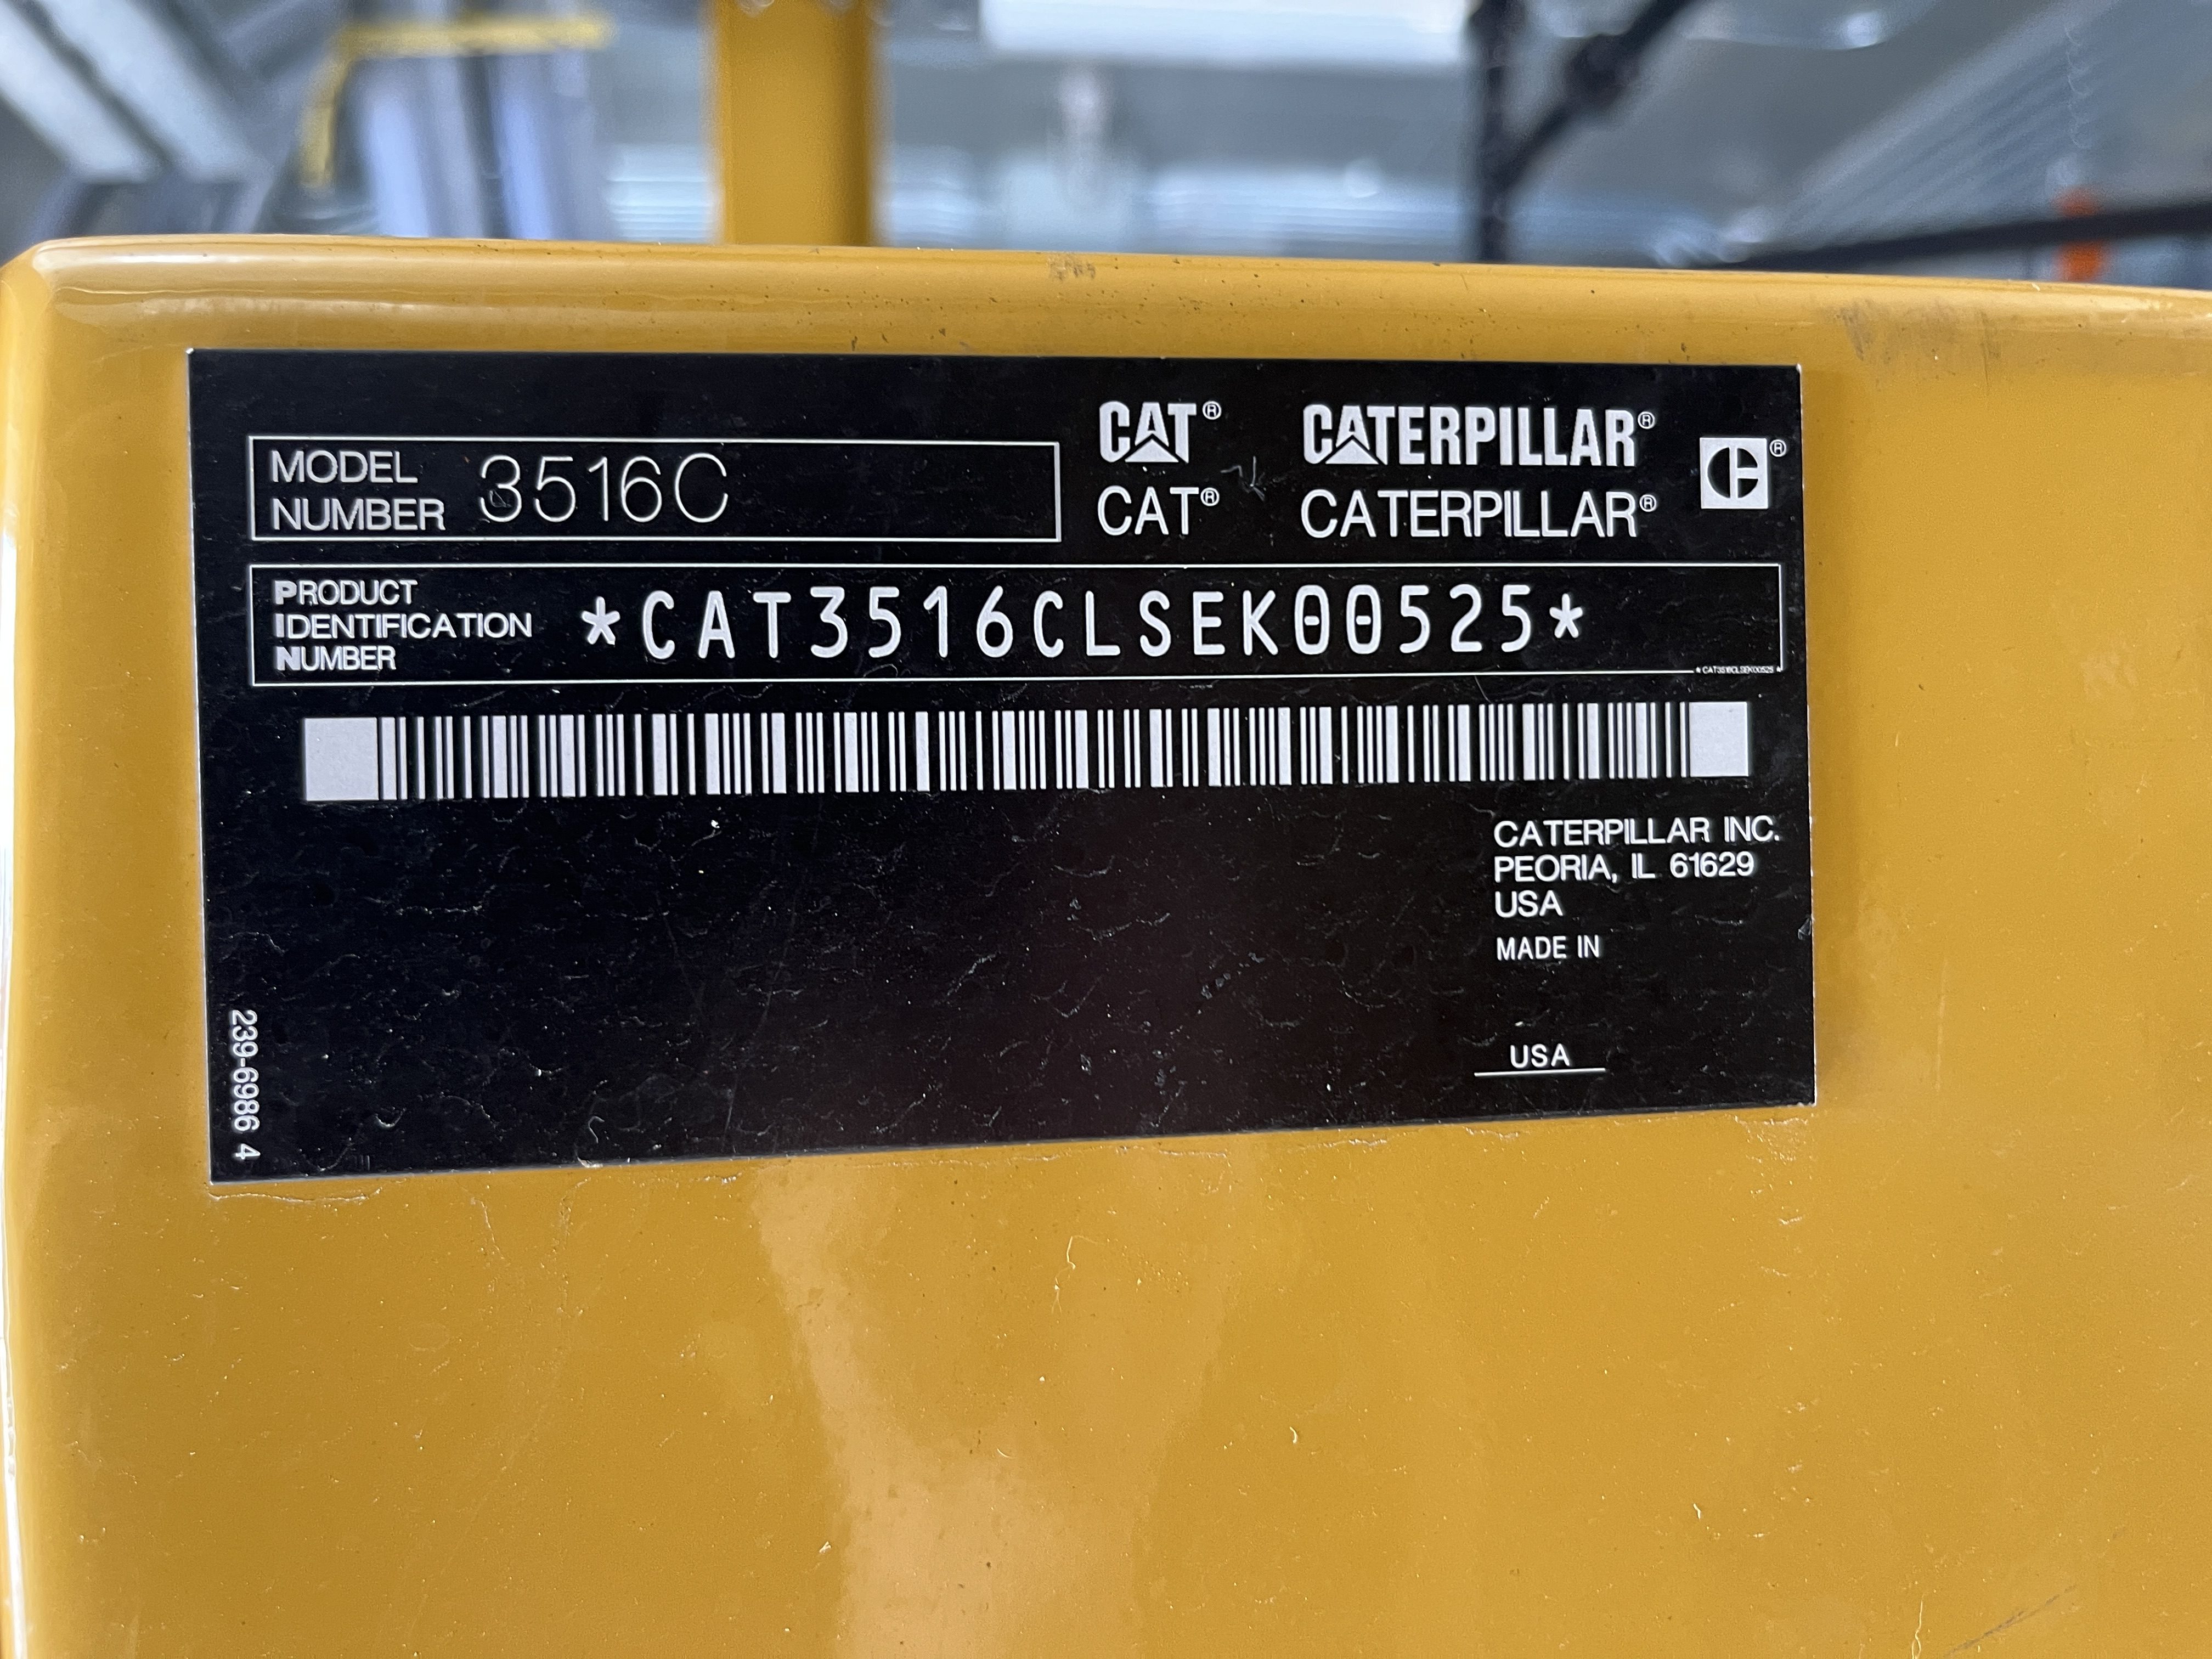 MODEL
NUMBER 3516C
CAT® CATERPILLAR® ®
CAT® CATERPILLAR®
PRODUCT
IDENTIFICATION
NUMBER
*CAT3516CLSEK00525*
*CAT3516CLSEK00525*
CATERPILLAR INC.
PEORIA, IL 61629
USA
MADE IN
USA
239-6986 4